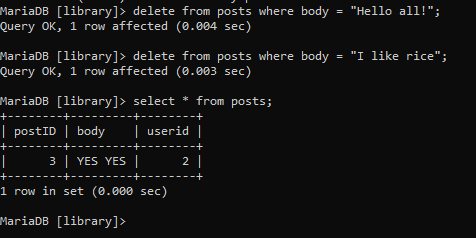 MariaDB [library]> delete from posts where body = "Hello all!";
Query OK, 1 row affected (0.004 sec)
MariaDB [library]> delete from posts where body = "I like rice";
Query OK, 1 row affected (0.003 sec)
MariaDB [library]> select * from posts;
+--------+---------+--------+
| postID | body    | userid |
+--------+---------+--------+
|      3 | YES YES |      2 |
+--------+---------+--------+
1 row in set (0.000 sec)
MariaDB [library]>